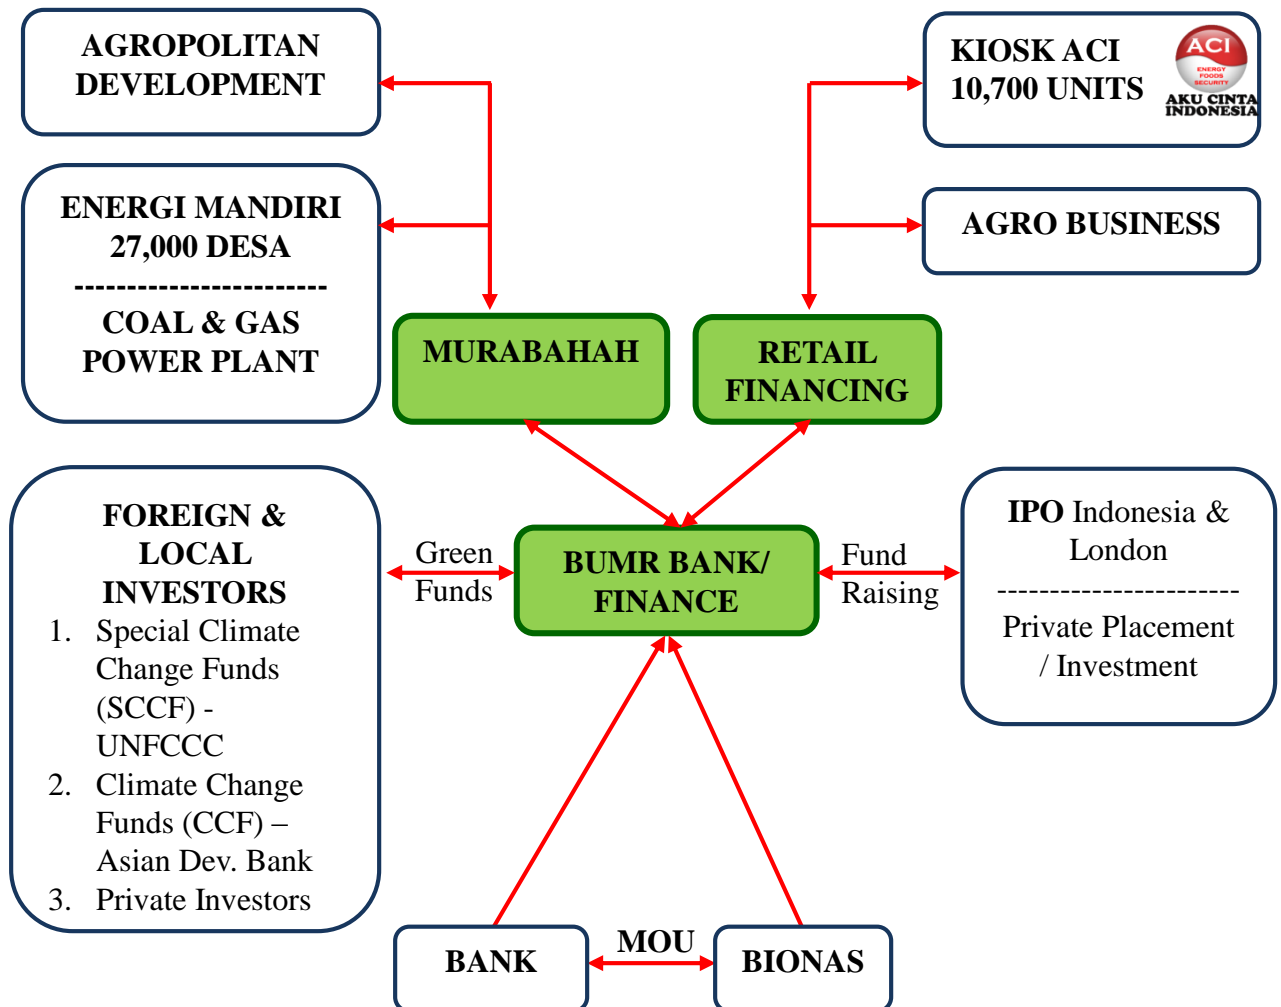 AGROPOLITAN
DEVELOPMENT
KIOSK ACI
10,700 UNITS
ACI
ENERGY
FOODS
SECURITY
AKU CINTA
INDONESIA
ENERGI MANDIRI
27,000 DESA
------------------------
COAL & GAS
POWER PLANT
AGRO BUSINESS
MURABAHAH
RETAIL
FINANCING
FOREIGN &
LOCAL
INVESTORS
1. Special Climate
Change Funds
(SCCF) -
UNFCCC
2. Climate Change
Funds (CCF) –
Asian Dev. Bank
3. Private Investors
Green
Funds
BUMR BANK/
FINANCE
Fund
Raising
IPO Indonesia &
London
-----------------------
Private Placement
/ Investment
BANK
MOU
BIONAS